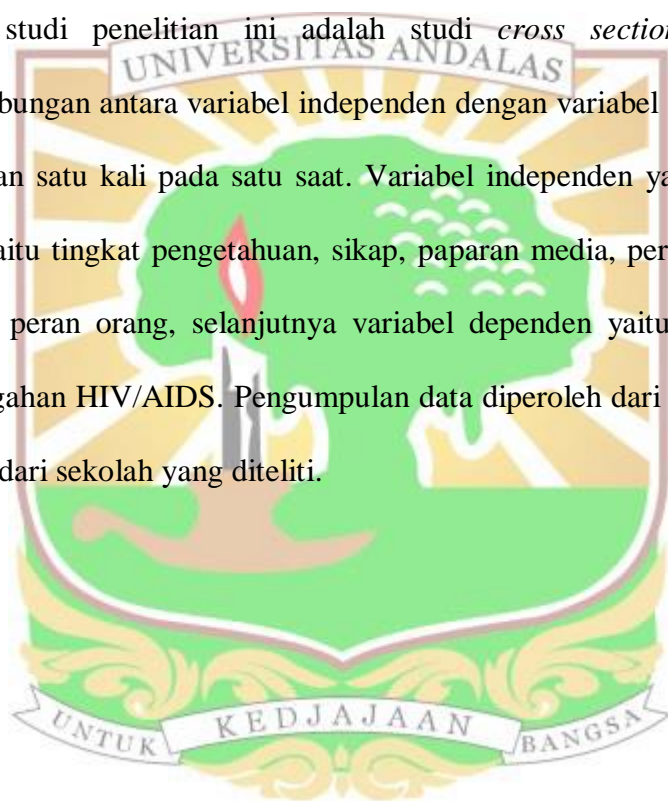 studi penelitian ini adalah studi cross section
UNIVERSITAS ANDALAS
bungan antara variabel independen dengan variabel
an satu kali pada satu saat. Variabel independen ya
aitu tingkat pengetahuan, sikap, paparan media, per
peran orang, selanjutnya variabel dependen yaitu
gahan HIV/AIDS. Pengumpulan data diperoleh dari
dari sekolah yang diteliti.
UNTUK KEDJAJAAN BANGSA